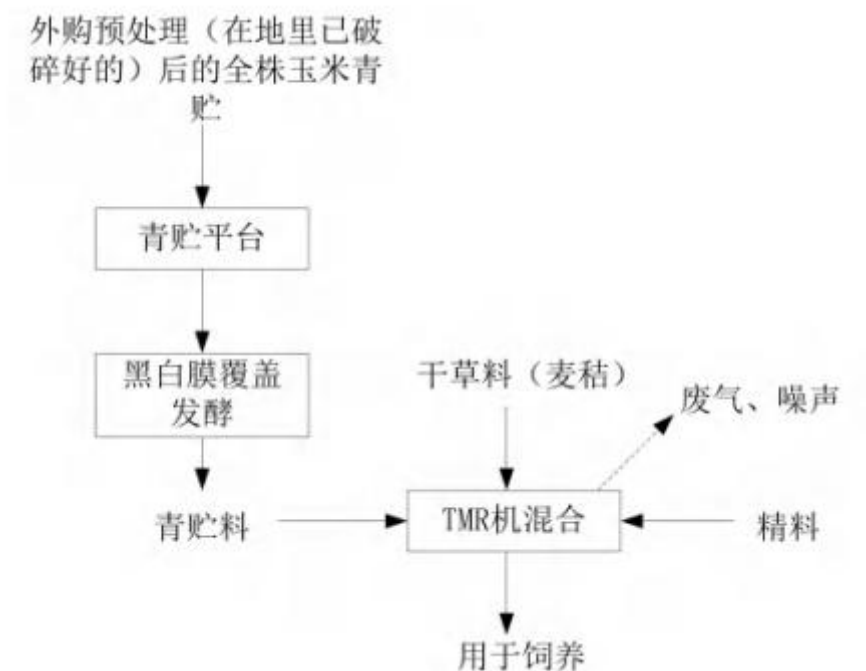 外购预处理（在地里已破
碎好的）后的全株玉米青
贮
青贮平台
黑白膜覆盖
发酵
干草料（麦秸）
废气、噪声
青贮料
TMR机混合
精料
用于饲养